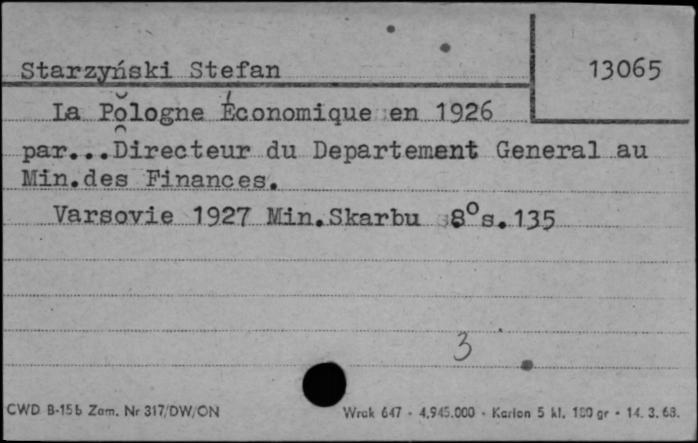 Starzyński Stefan
13065
La Pologne Économique en 1926
par...Directeur du Departement General au
Min.des Finances.
Varsovie 1927 Min.Skarbu 8°s.135
3
CWD B-15b Zam. Nr 317/DW/ON
Wrak 647 - 4.945.000 - Karton 5 kl. 180 gr - 14. 3. 68.